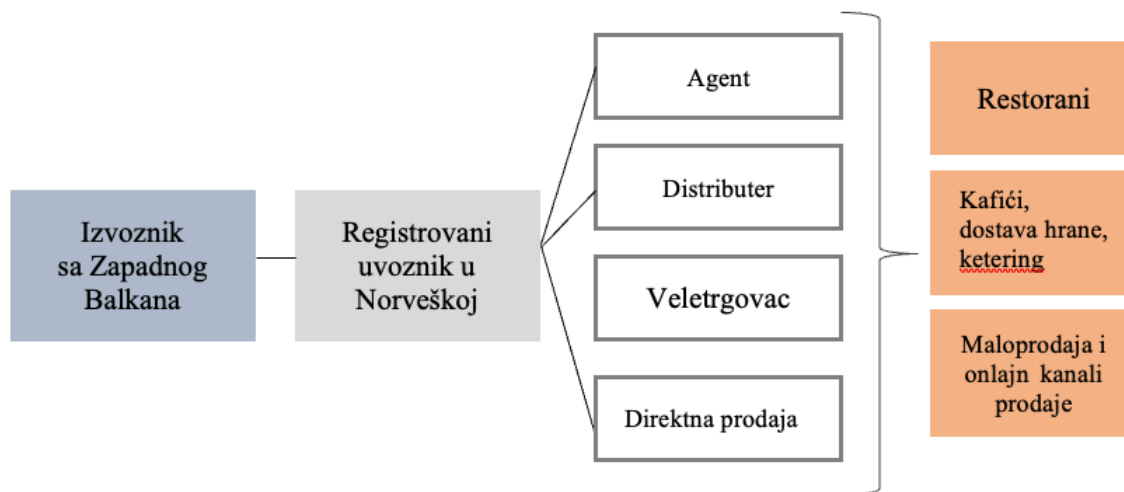 Izvoznik
sa Zapadnog
Balkana
Registrovani
uvoznik u
Norveškoj
Agent
Distributer
Veletrgovac
Direktna prodaja
Restorani
Kafići,
dostava hrane,
ketering
Maloprodaja i
onlajn kanali
prodaje